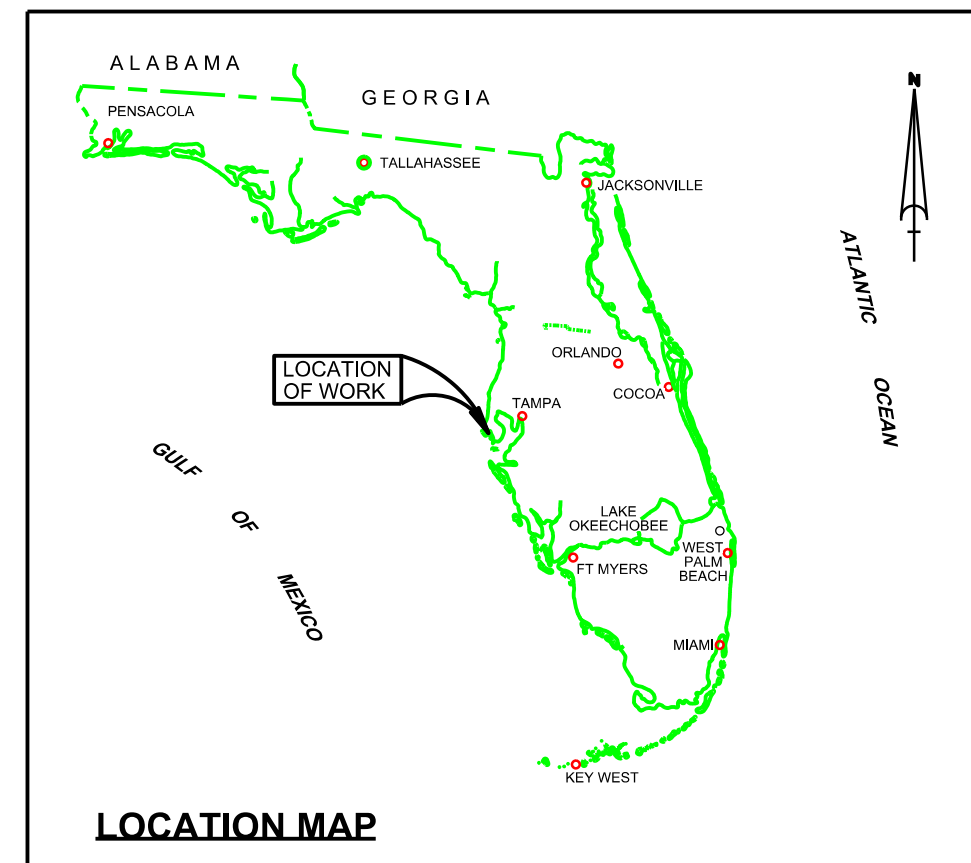 ALABAMA
GEORGIA
N
PENSACOLA
TALLAHASSEE
JACKSONVILLE
ATLANTIC
OCEAN
ORLANDO
COCOA
LOCATION
OF WORK
TAMPA
GULF
OF
MEXICO
LAKE
OKEECHOBEE
WEST
PALM
BEACH
FT MYERS
MIAMI
KEY WEST
LOCATION MAP